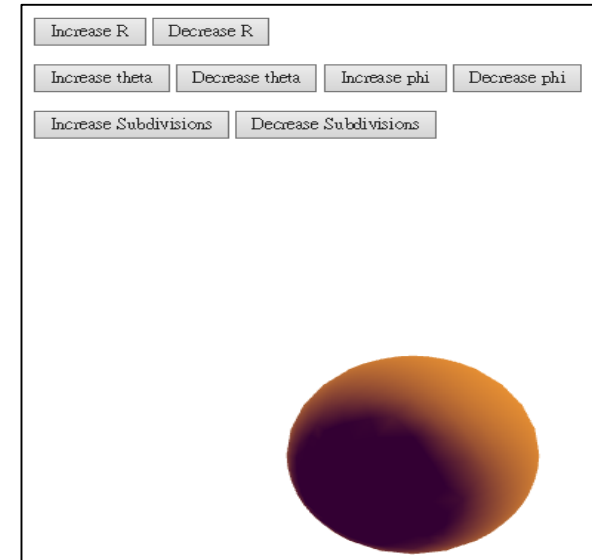 Increase R Decrease R
Increase theta Decrease theta Increase phi Decrease phi
Increase Subdivisions Decrease Subdivisions